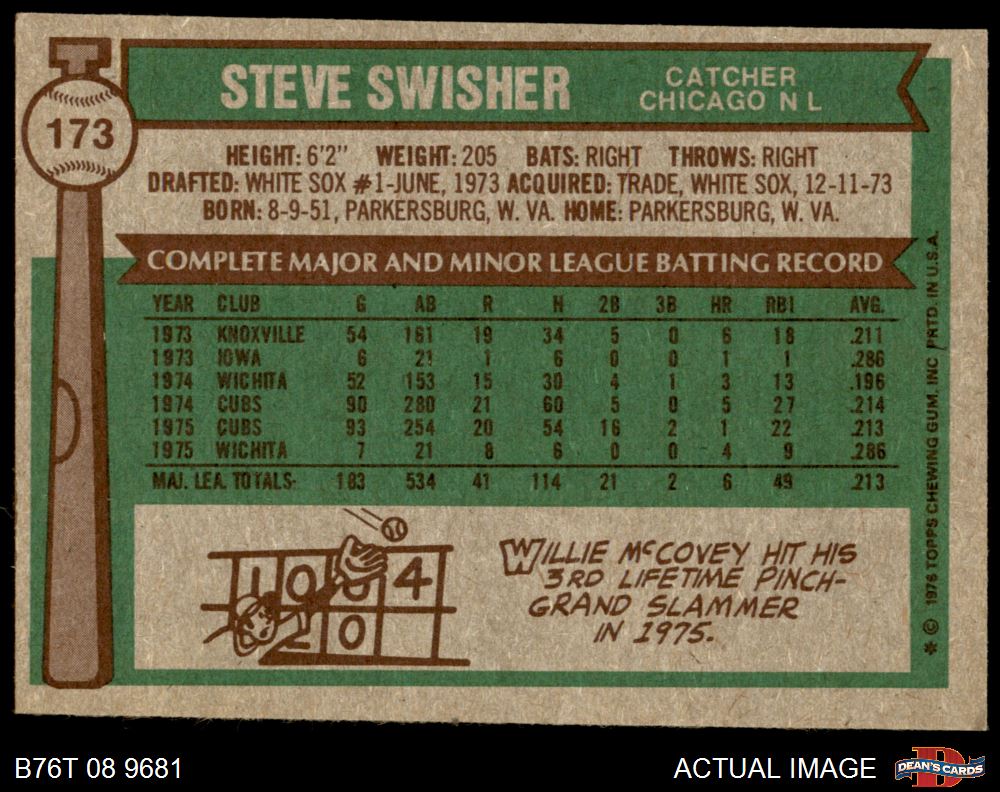 173
STEVE SWISHER
CATCHER
CHICAGO N L
HEIGHT: 6'2" WEIGHT: 205 BATS: RIGHT THROWS: RIGHT
DRAFTED: WHITE SOX #1-JUNE, 1973 ACQUIRED: TRADE, WHITE SOX, 12-11-73
BORN: 8-9-51, PARKERSBURG, W. VA. HOME: PARKERSBURG, W. VA.
COMPLETE MAJOR AND MINOR LEAGUE BATTING RECORD
YEAR CLUB G AB R H 2B 3B HR RBI AVG.
1973 KNOXVILLE 54 161 19 34 5 0 6 18 .211
1973 IOWA 6 21 1 6 0 0 1 1 .286
1974 WICHITA 52 153 15 30 4 1 3 13 .196
1974 CUBS 90 280 21 60 5 0 5 27 .214
1975 CUBS 93 254 20 54 16 2 1 22 .213
1975 WICHITA 7 21 8 6 0 0 4 9 .286
MAJ. LEA. TOTALS- 183 534 41 114 21 2 6 49 .213
1 0 0 4
2 0
WILLIE McCOVEY HIT HIS
3RD LIFETIME PINCH-
GRAND SLAMMER
IN 1975.
* © 1976 TOPPS CHEWING GUM, INC. PRTD. IN U.S.A.
B76T 08 9681
ACTUAL IMAGE
D
DEAN'S CARDS